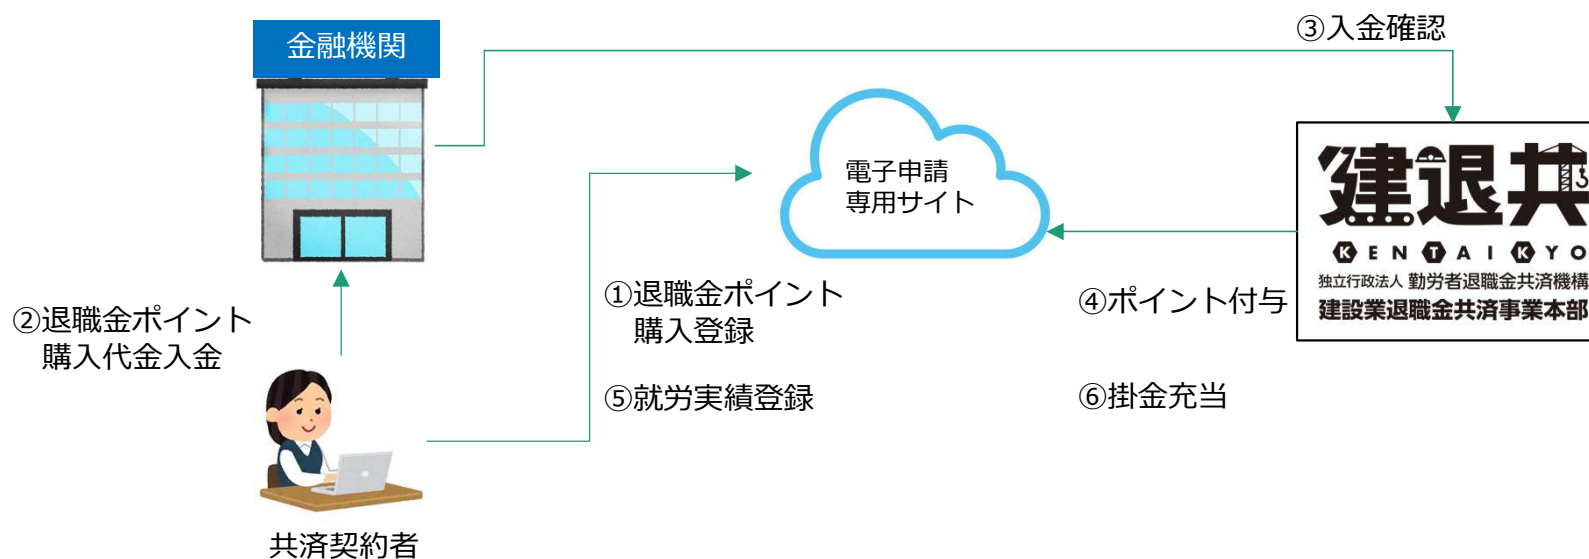 金融機関
③入金確認
電子申請
専用サイト
建退共
KENTAIKYO
独立行政法人 勤労者退職金共済機構
建設業退職金共済事業本部
①退職金ポイント
購入登録
④ポイント付与
②退職金ポイント
購入代金入金
⑤就労実績登録
⑥掛金充当
共済契約者